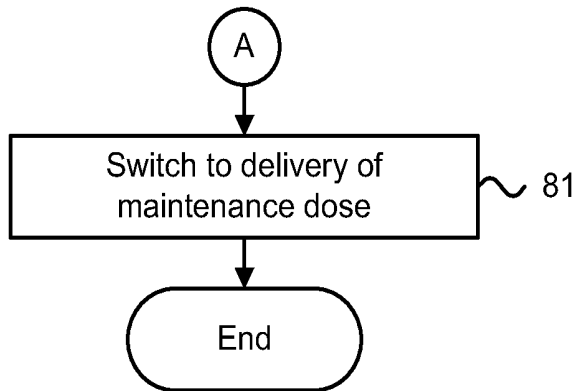 A
Switch to delivery of
maintenance dose
81
End